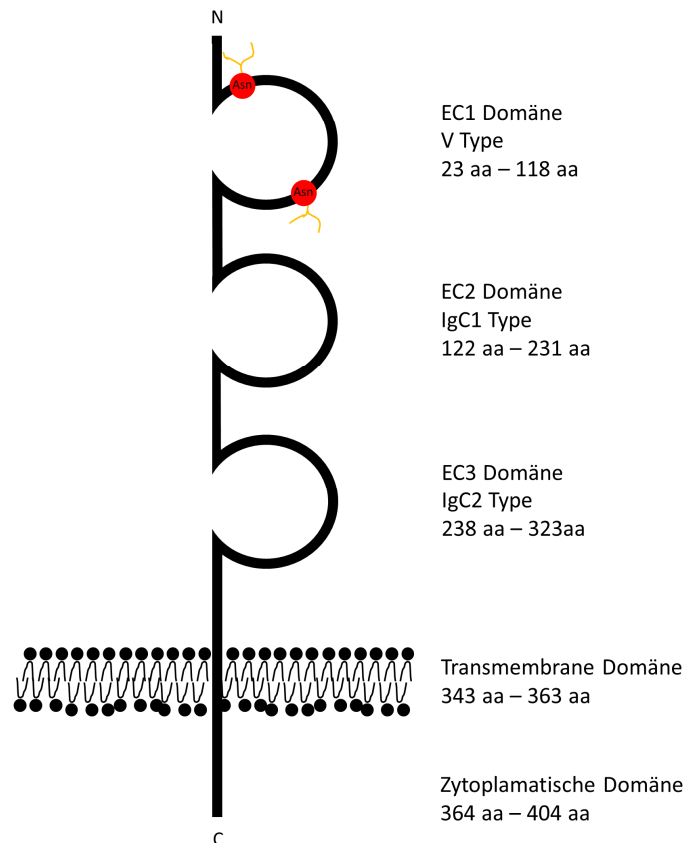 N
Asn
EC1 Domäne
V Type
23 aa – 118 aa
Asn
EC2 Domäne
IgC1 Type
122 aa – 231 aa
EC3 Domäne
IgC2 Type
238 aa – 323aa
Transmembrane Domäne
343 aa – 363 aa
Zytoplamatische Domäne
364 aa – 404 aa
C